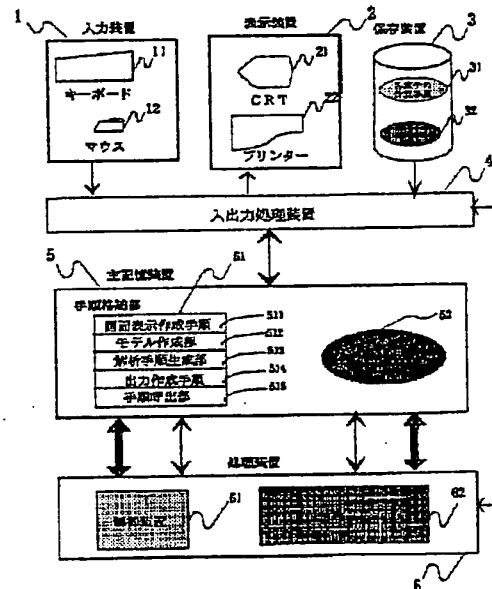 1
入力装置
11
キーボード
12
マウス
表示装置
2
21
CRT
22
プリンター
保存装置
3
31
32
4
入出力処理装置
5
主記憶装置
51
手順格納部
画面表示作成手順
511
モデル作成部
512
解析手順生成部
513
出力作成手順
514
手順呼出部
515
52
処理装置
61
62
6